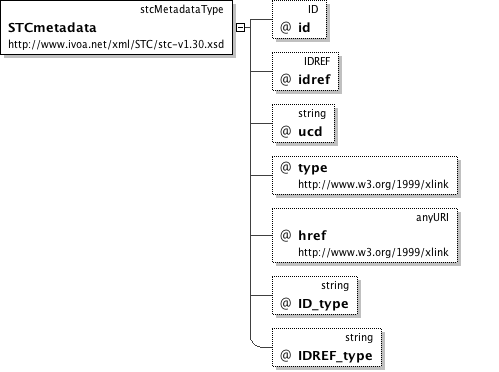 stcMetadataType
STCmetadata
http://www.ivoa.net/xml/STC/stc-v1.30.xsd
ID
@ id
IDREF
@ idref
string
@ ucd
@ type
http://www.w3.org/1999/xlink
anyURI
@ href
http://www.w3.org/1999/xlink
string
@ ID_type
string
@ IDREF_type